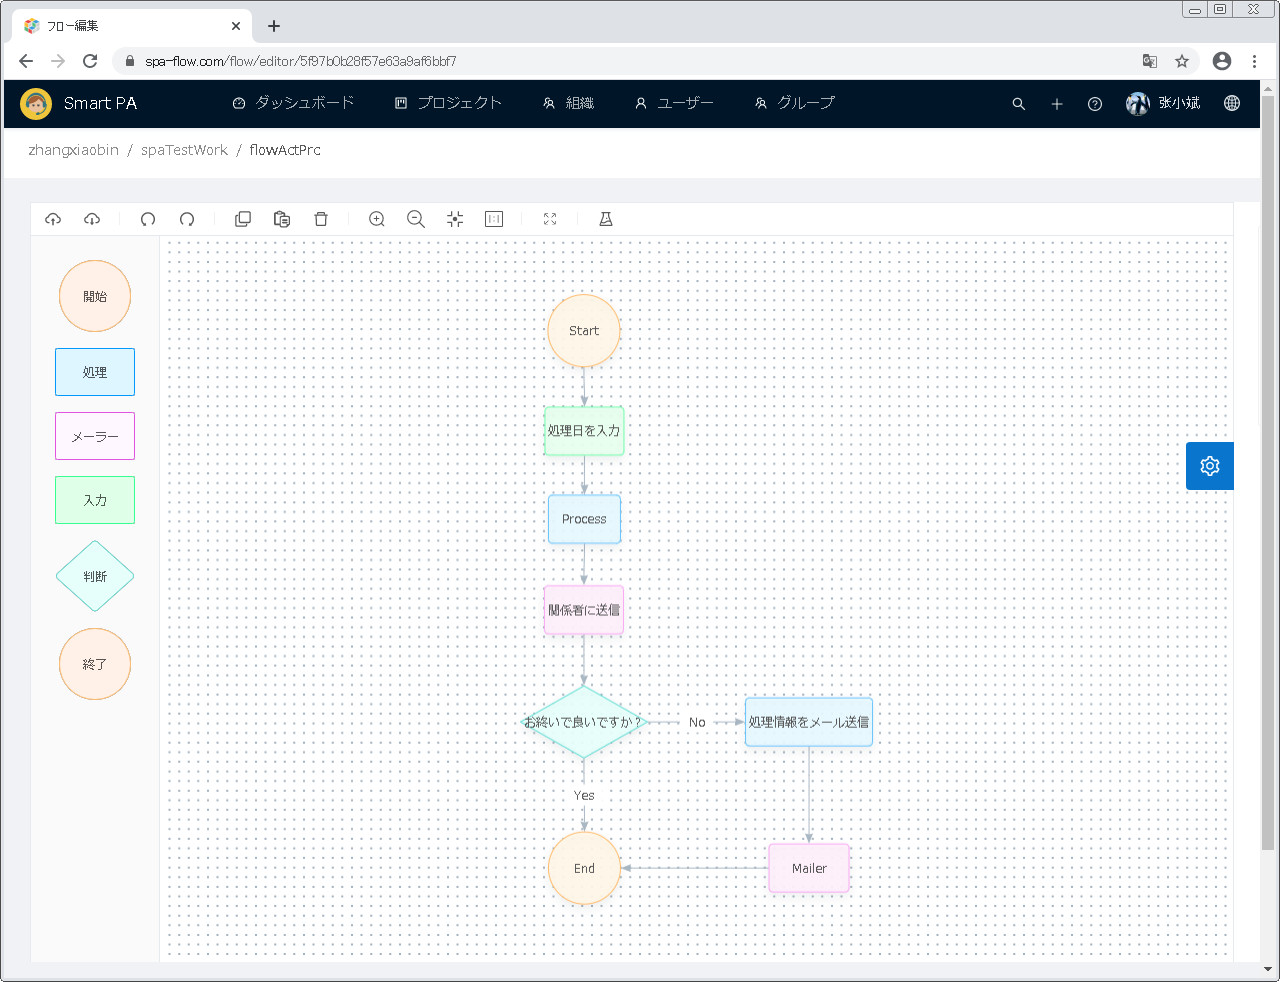 フロー編集
spa-flow.com/flow/editor/5f97b0b28f57e63a9af6bbf7
Smart PA
ダッシュボード
プロジェクト
組織
ユーザー
グループ
张小斌
zhangxiaobin / spaTestWork / flowActPrc
開始
処理
メーラー
入力
判断
終了
Start
処理日を入力
Process
関係者に送信
お終いで良いですか？
No
処理情報をメール送信
Yes
End
Mailer